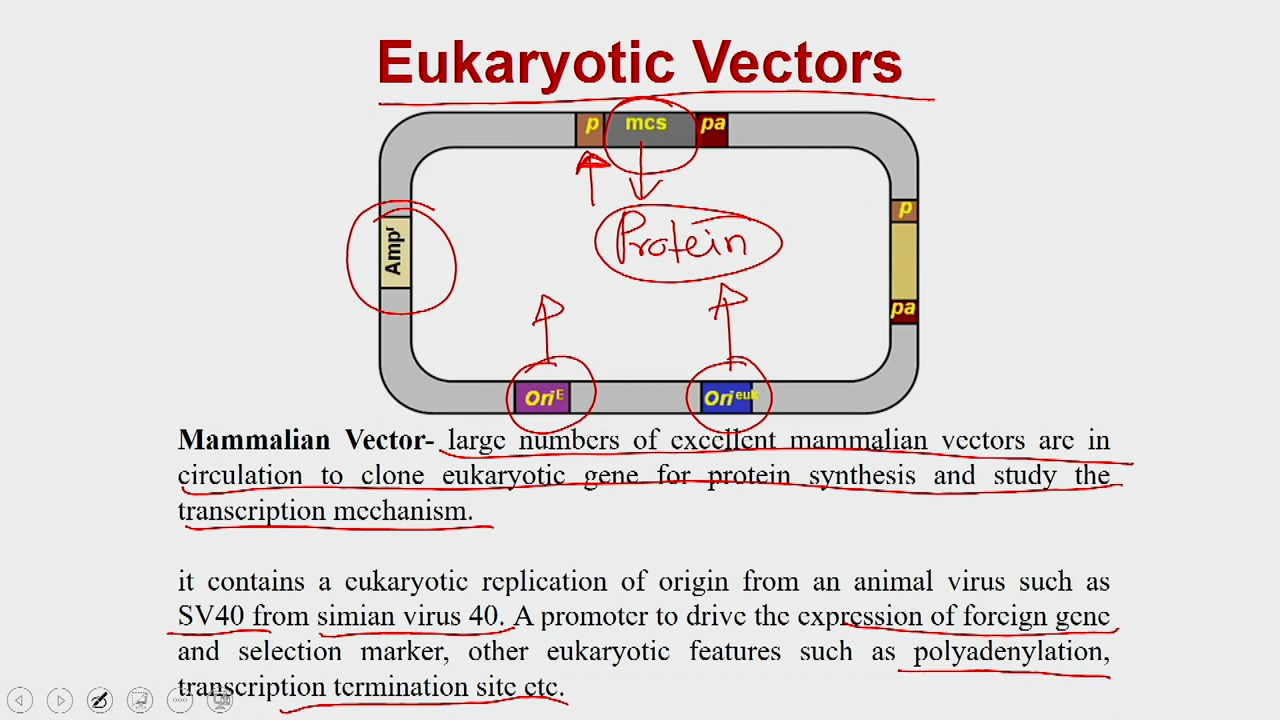 Eukaryotic Vectors
p mcs pa
Protein
Ampʳ
p
pa
Oriᴱ Oriᵉᵘᵏ
Mammalian Vector- large numbers of excellent mammalian vectors are in
circulation to clone eukaryotic gene for protein synthesis and study the
transcription mechanism.
it contains a eukaryotic replication of origin from an animal virus such as
SV40 from simian virus 40. A promoter to drive the expression of foreign gene
and selection marker, other eukaryotic features such as polyadenylation,
transcription termination site etc.